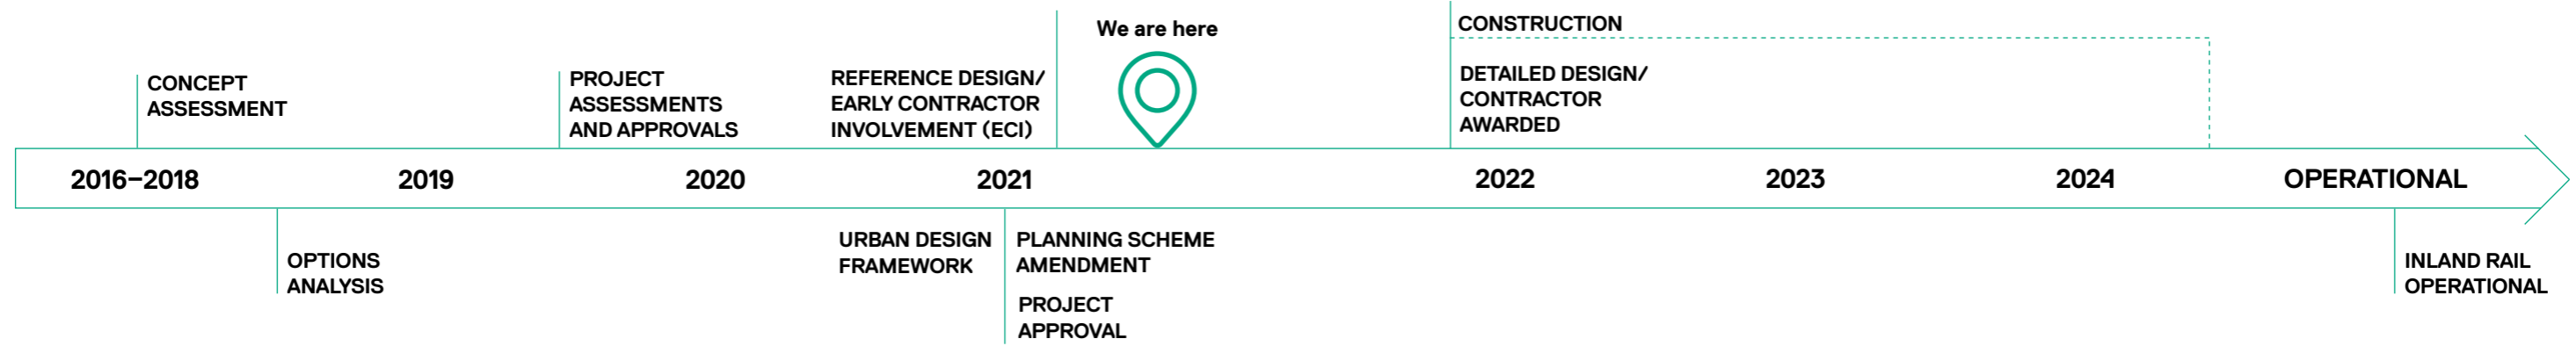 We are here
CONSTRUCTION
CONCEPT
ASSESSMENT
PROJECT
ASSESSMENTS
AND APPROVALS
REFERENCE DESIGN/
EARLY CONTRACTOR
INVOLVEMENT (ECI)
DETAILED DESIGN/
CONTRACTOR
AWARDED
2016–2018
2019
2020
2021
2022
2023
2024
OPERATIONAL
OPTIONS
ANALYSIS
URBAN DESIGN
FRAMEWORK
PLANNING SCHEME
AMENDMENT
PROJECT
APPROVAL
INLAND RAIL
OPERATIONAL